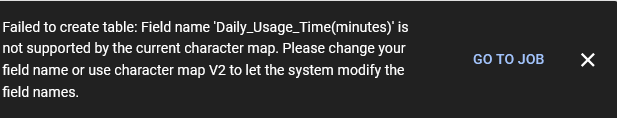 Failed to create table: Field name 'Daily_Usage_Time(minutes)' is
not supported by the current character map. Please change your
field name or use character map V2 to let the system modify the
field names.
GO TO JOB